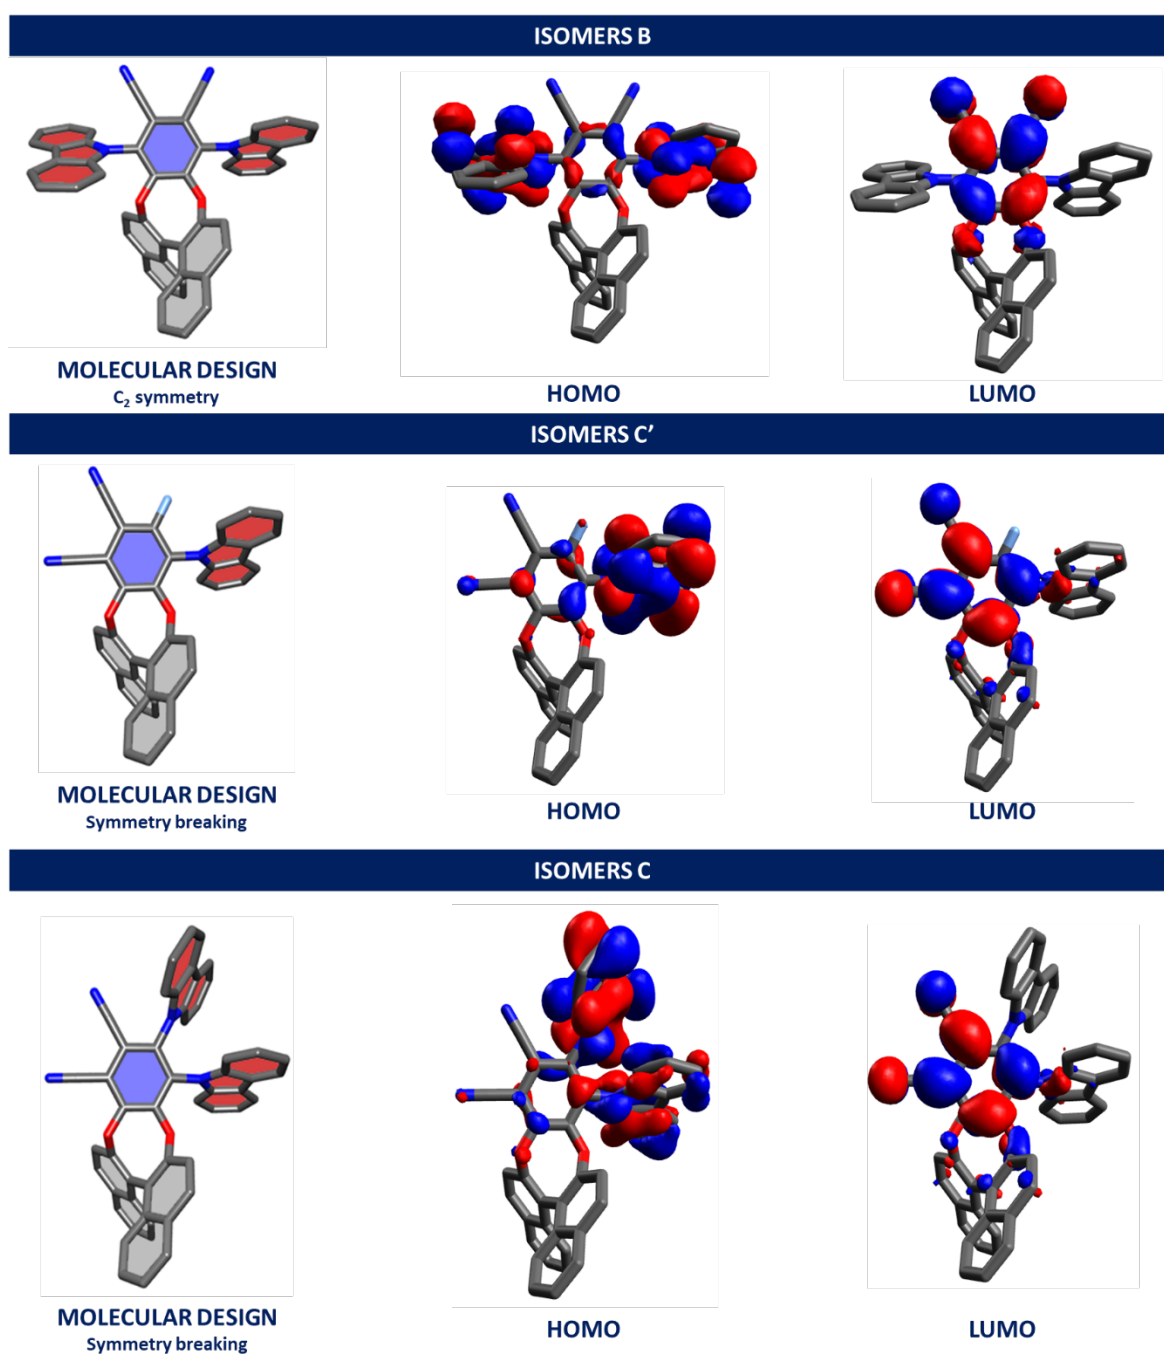 ISOMERS B
MOLECULAR DESIGN
C₂ symmetry
HOMO
LUMO
ISOMERS C’
MOLECULAR DESIGN
Symmetry breaking
HOMO
LUMO
ISOMERS C
MOLECULAR DESIGN
Symmetry breaking
HOMO
LUMO